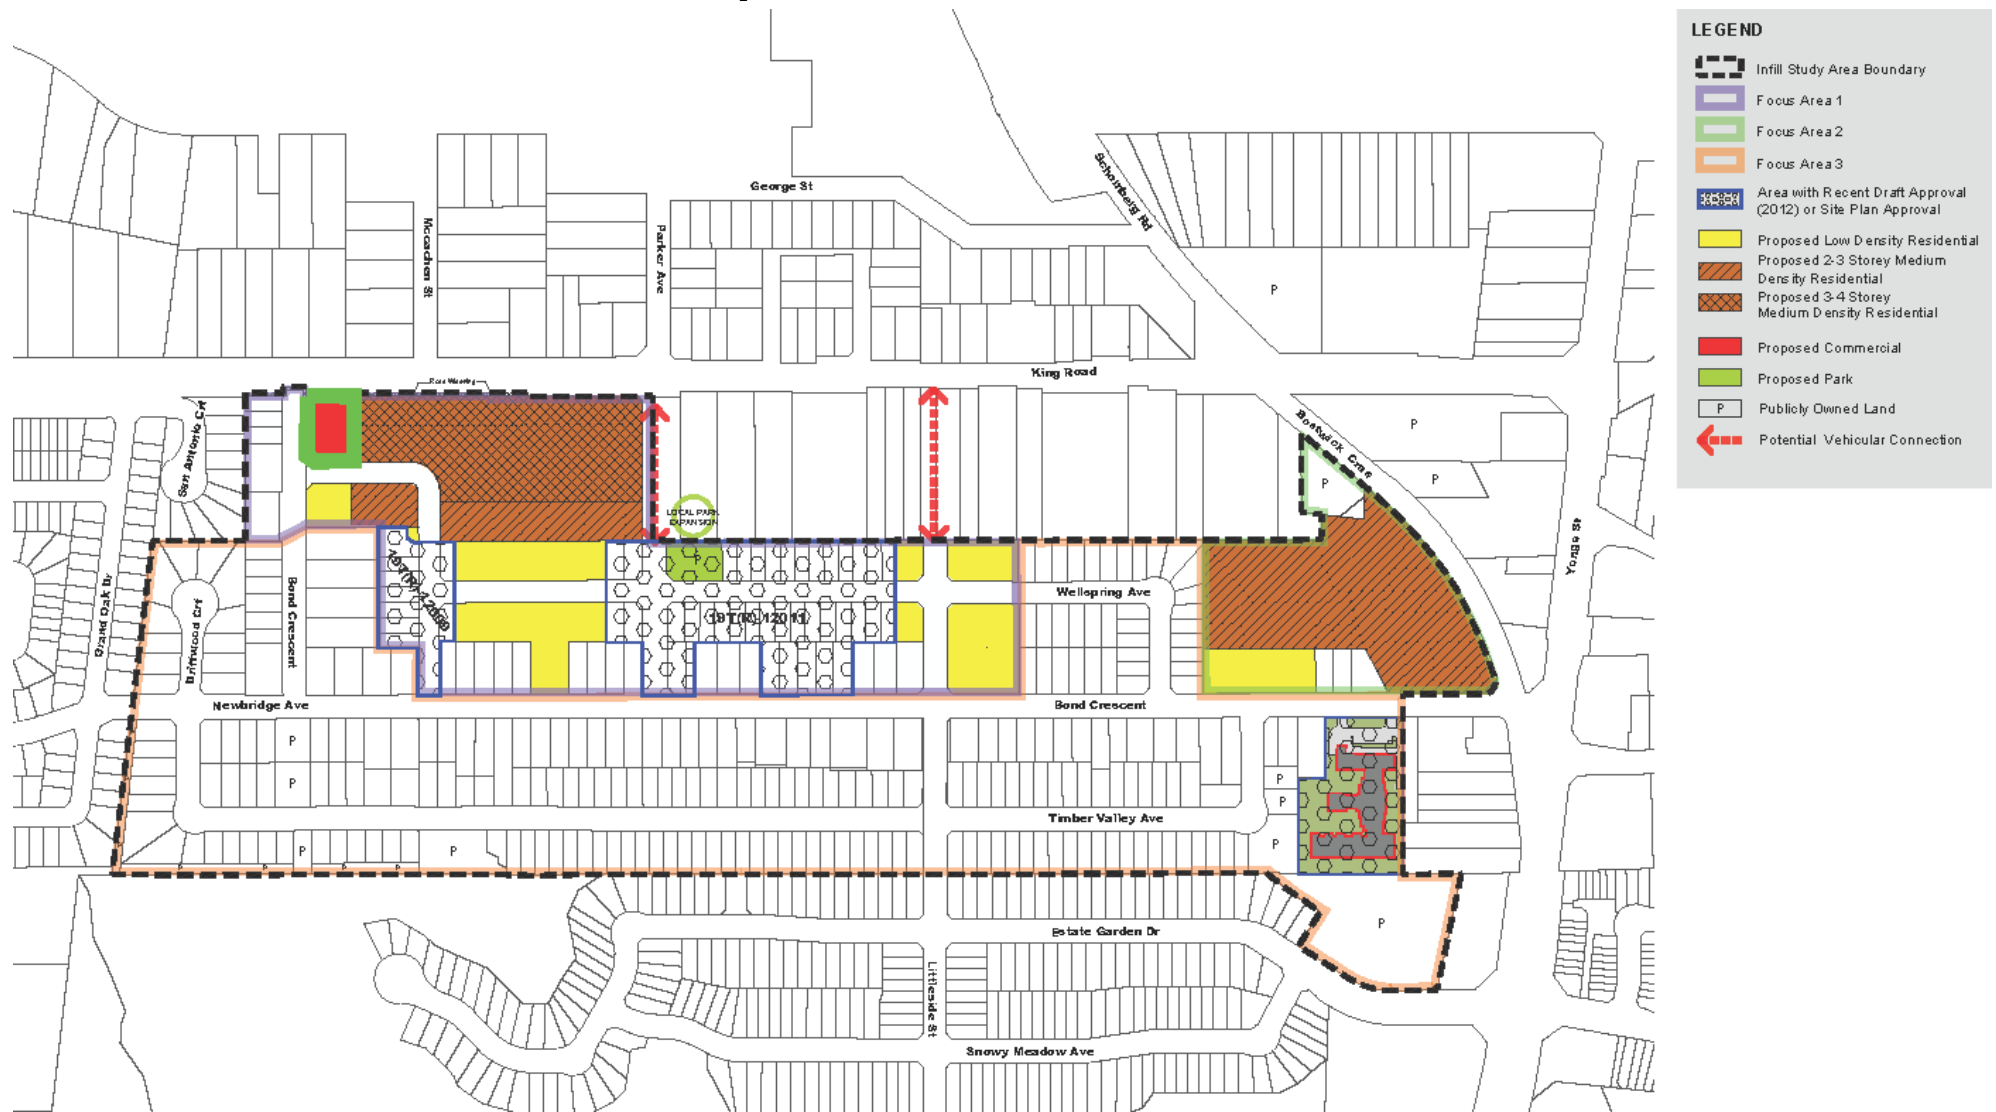 LEGEND
Infill Study Area Boundary
Focus Area 1
Focus Area 2
Focus Area 3
Area with Recent Draft Approval
(2012) or Site Plan Approval
Proposed Low Density Residential
Proposed 2-3 Storey Medium
Density Residential
Proposed 3-4 Storey
Medium Density Residential
Proposed Commercial
Proposed Park
P
Publicly Owned Land
Potential Vehicular Connection
George St
Mccachen St
Parker Ave
P
King Road
San Antonio Crt
Bostwick Cres
P
P
P
LOCAL PARK
EXPANSION
Yonge St
P
Grand Oak Dr
Driftwood Crt
Bond Crescent
19T(R)-12011
Wellspring Ave
Newbridge Ave
Bond Crescent
P
P
P
P
P
Timber Valley Ave
P
P
P
P
P
P
P
P
Estate Garden Dr
Littleside St
Snowy Meadow Ave